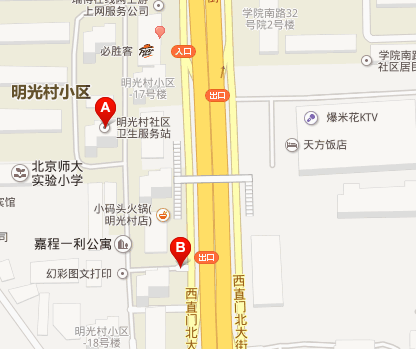 上网服务公司
街
学院南路32
号院2号楼
必胜客
入口
学院南路
社区居民
明光村小区
-17号楼
明光村小区
出口
A
明光村社区
卫生服务站
爆米花KTV
天方饭店
北京师大
实验小学
宾馆
小码头火锅(
明光村店)
司
嘉程一利公寓
B
出口
幻彩图文打印
西直门北大
西直门北大街
明光村小区
-18号楼